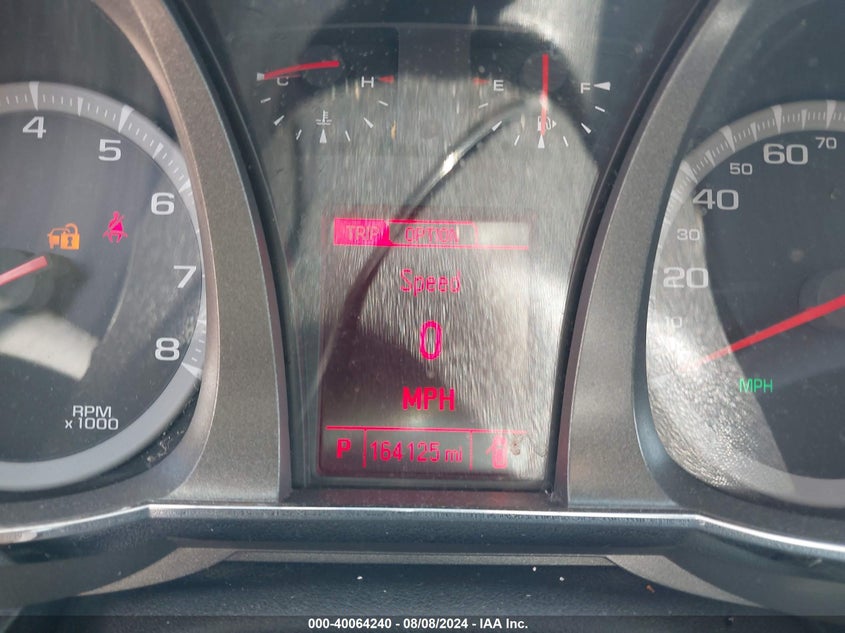 C H E F
4 5 6 7 8
RPM
x 1000
TRIP OPTION
Speed
0
MPH
P 164125 mi
10 20 30 40 50 60 70
MPH
000-40064240 - 08/08/2024 - IAA Inc.